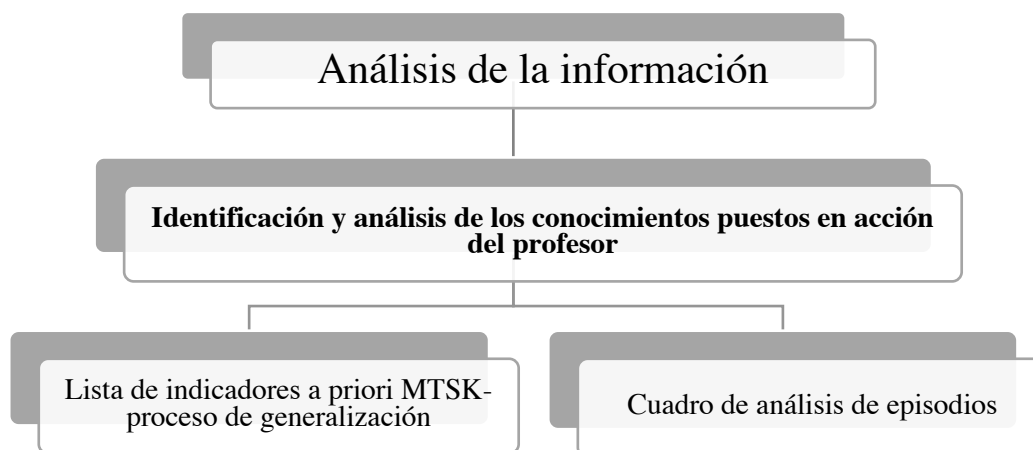 Análisis de la información
Identificación y análisis de los conocimientos puestos en acción
del profesor
Lista de indicadores a priori MTSK-
proceso de generalización
Cuadro de análisis de episodios